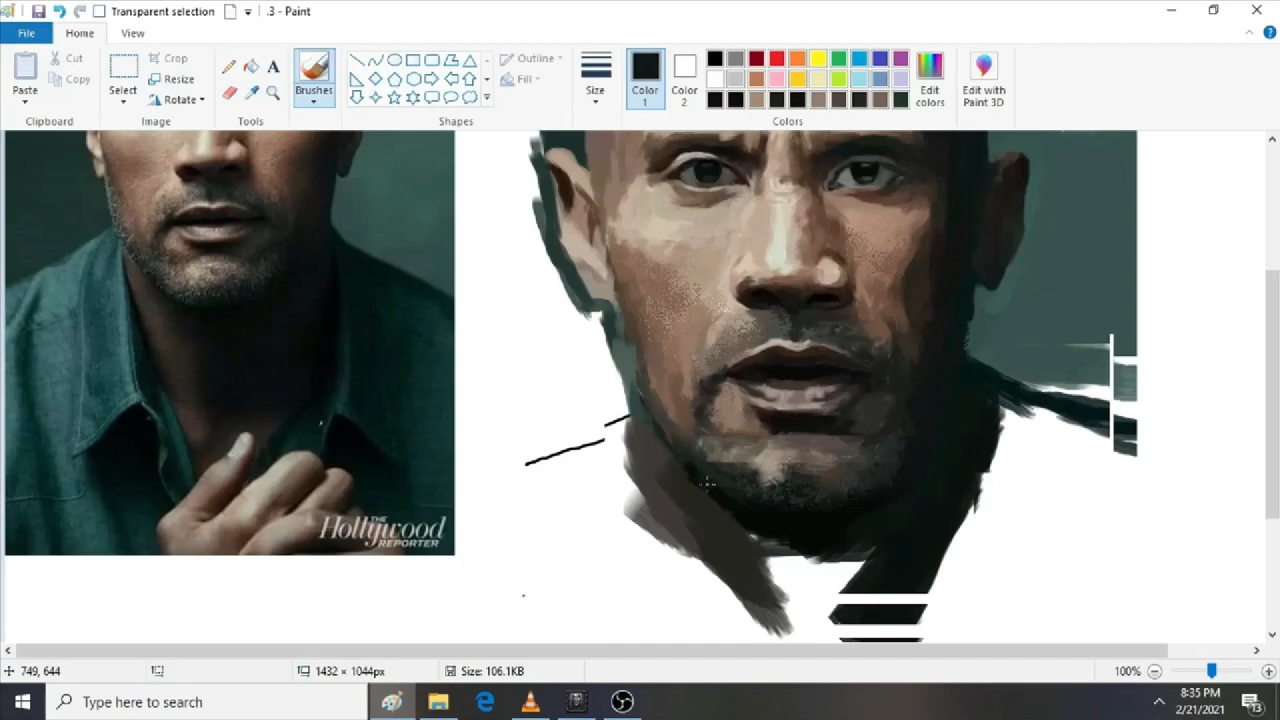 Transparent selection .3 - Paint
File Home View
Paste Cut Copy
Select Crop Resize Rotate
A
Brushes
Outline Fill
Size
Color 1
Color 2
Edit colors
Edit with Paint 3D
Clipboard Image Tools Shapes Colors
THE
Hollywood
REPORTER
749, 644 1432 × 1044px Size: 106.1KB 100%
Type here to search
8:35 PM
2/21/2021
13